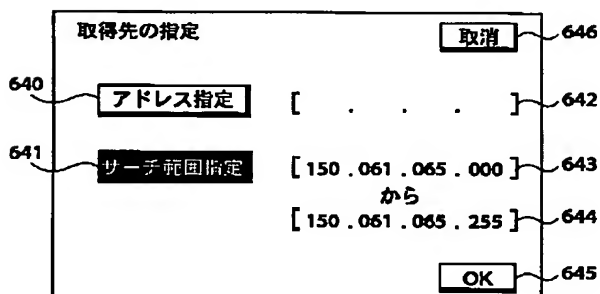 取得先の指定
取消
646
640
アドレス指定
[ . . . ]
642
641
サーチ範囲指定
[ 150 . 061 . 065 . 000 ]
643
から
[ 150 . 061 . 065 . 255 ]
644
OK
645